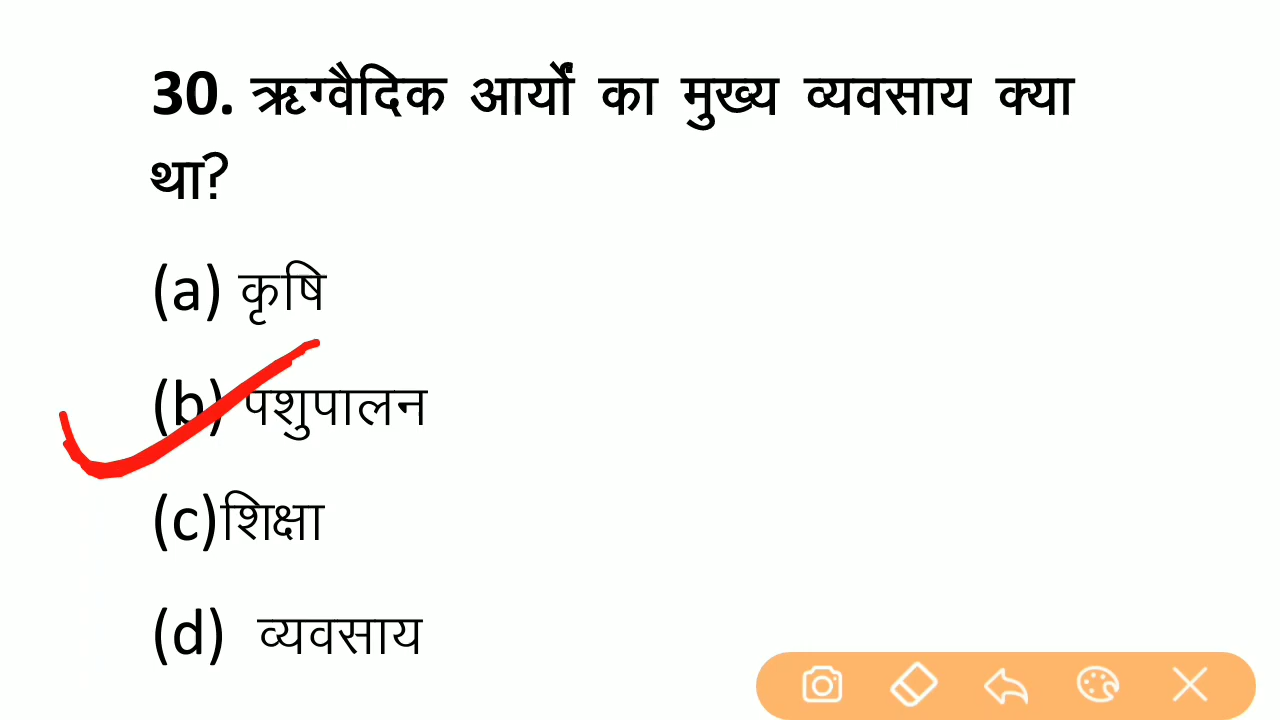 30. ऋग्वैदिक आर्यों का मुख्य व्यवसाय क्या
था?
(a) कृषि
(b) पशुपालन
(c)शिक्षा
(d) व्यवसाय